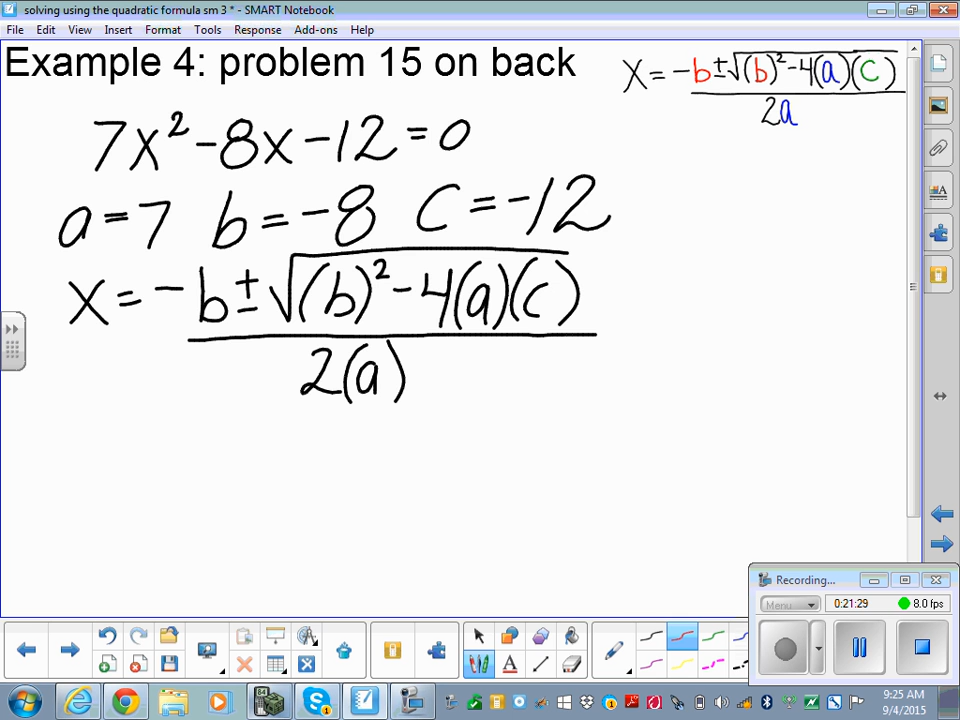 solving using the quadratic formula sm 3 * - SMART Notebook
File Edit View Insert Format Tools Response Add-ons Help
Example 4: problem 15 on back
X = -b±√(b)²-4(a)(c)
2a
7x²-8x-12=0
a=7 b=-8 c=-12
X=-b±√(b)²-4(a)(c)
2(a)
Recording...
Menu 0:21:29 8.0 fps
A
9:25 AM
9/4/2015